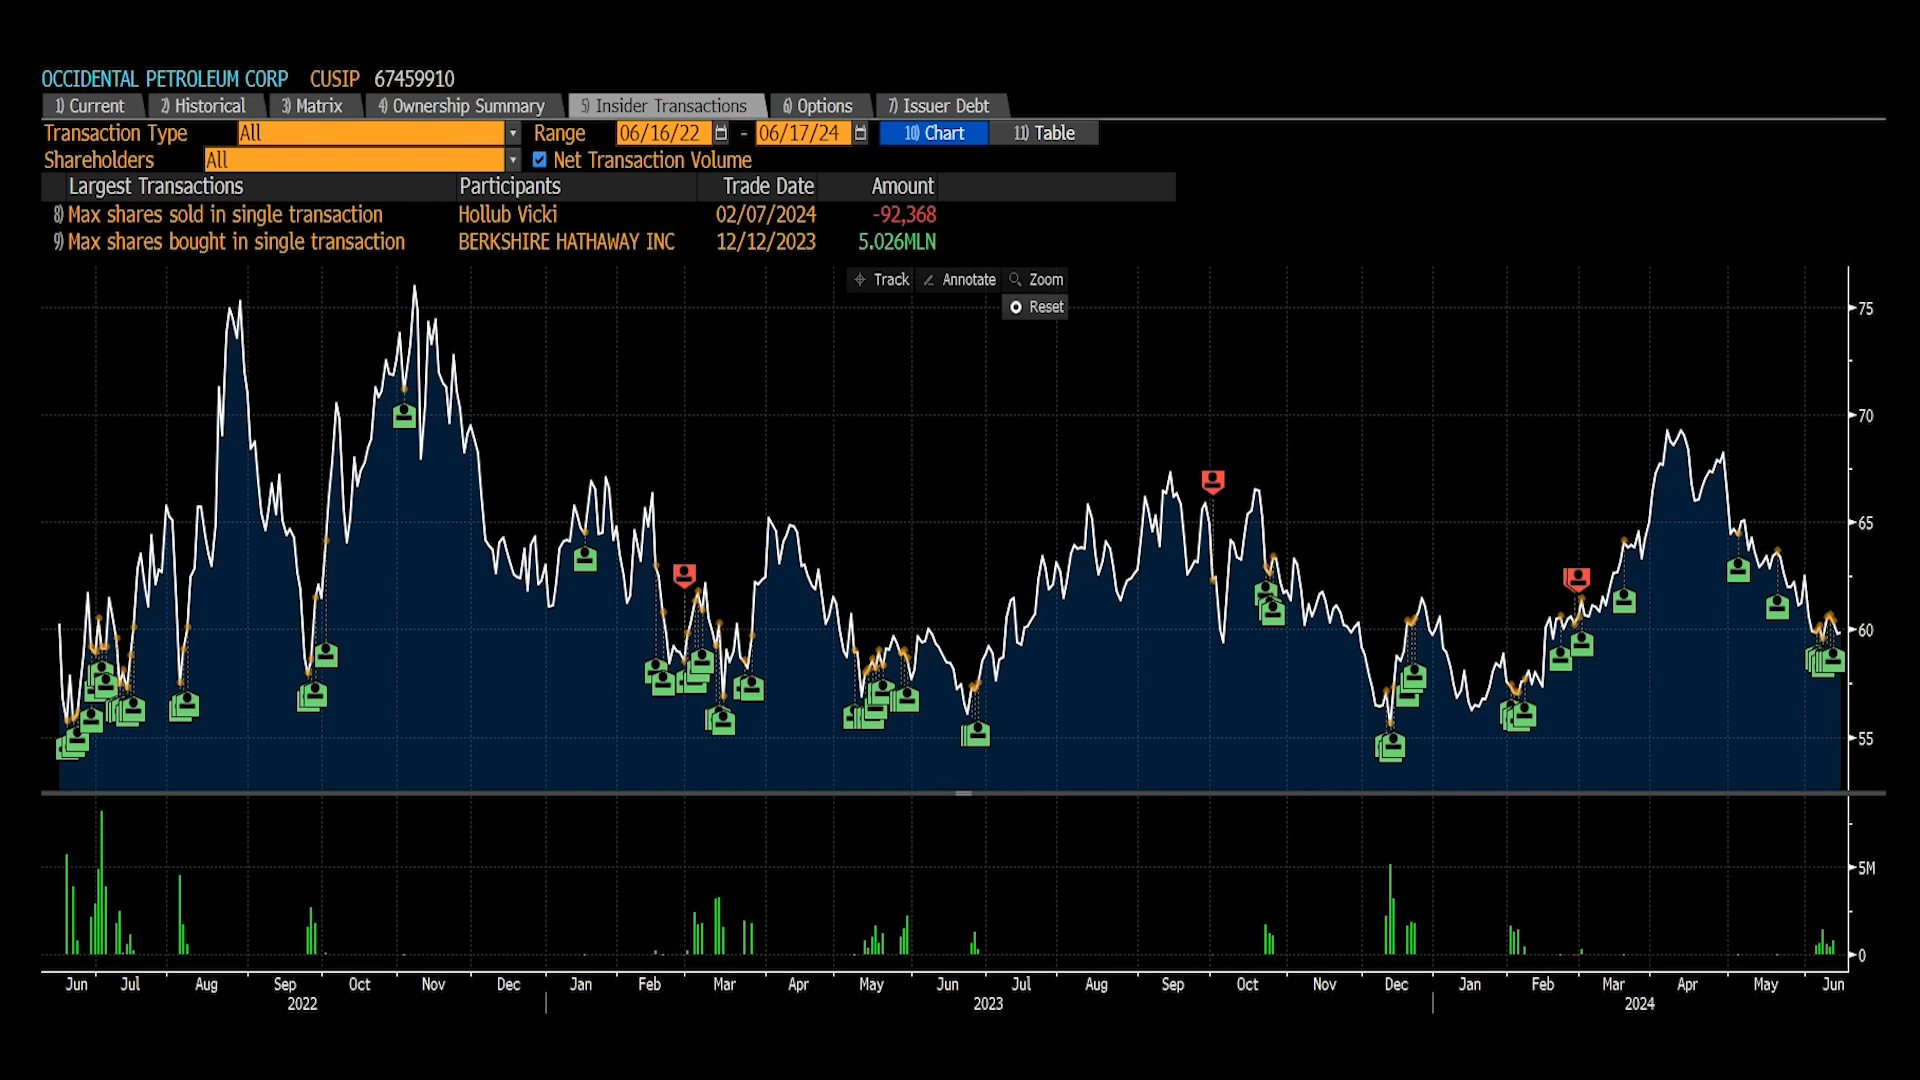 OCCIDENTAL PETROLEUM CORP CUSIP 67459910
1) Current 2) Historical 3) Matrix 4) Ownership Summary 5) Insider Transactions 6) Options 7) Issuer Debt
Transaction Type All Range 06/16/22 - 06/17/24 10) Chart 11) Table
Shareholders All Net Transaction Volume
Largest Transactions Participants Trade Date Amount
8) Max shares sold in single transaction Hollub Vicki 02/07/2024 -92,368
9) Max shares bought in single transaction BERKSHIRE HATHAWAY INC 12/12/2023 5.026MLN
Track Annotate Zoom
Reset
75
70
65
60
55
5M
0
Jun Jul Aug Sep Oct Nov Dec Jan Feb Mar Apr May Jun Jul Aug Sep Oct Nov Dec Jan Feb Mar Apr May Jun
2022 2023 2024